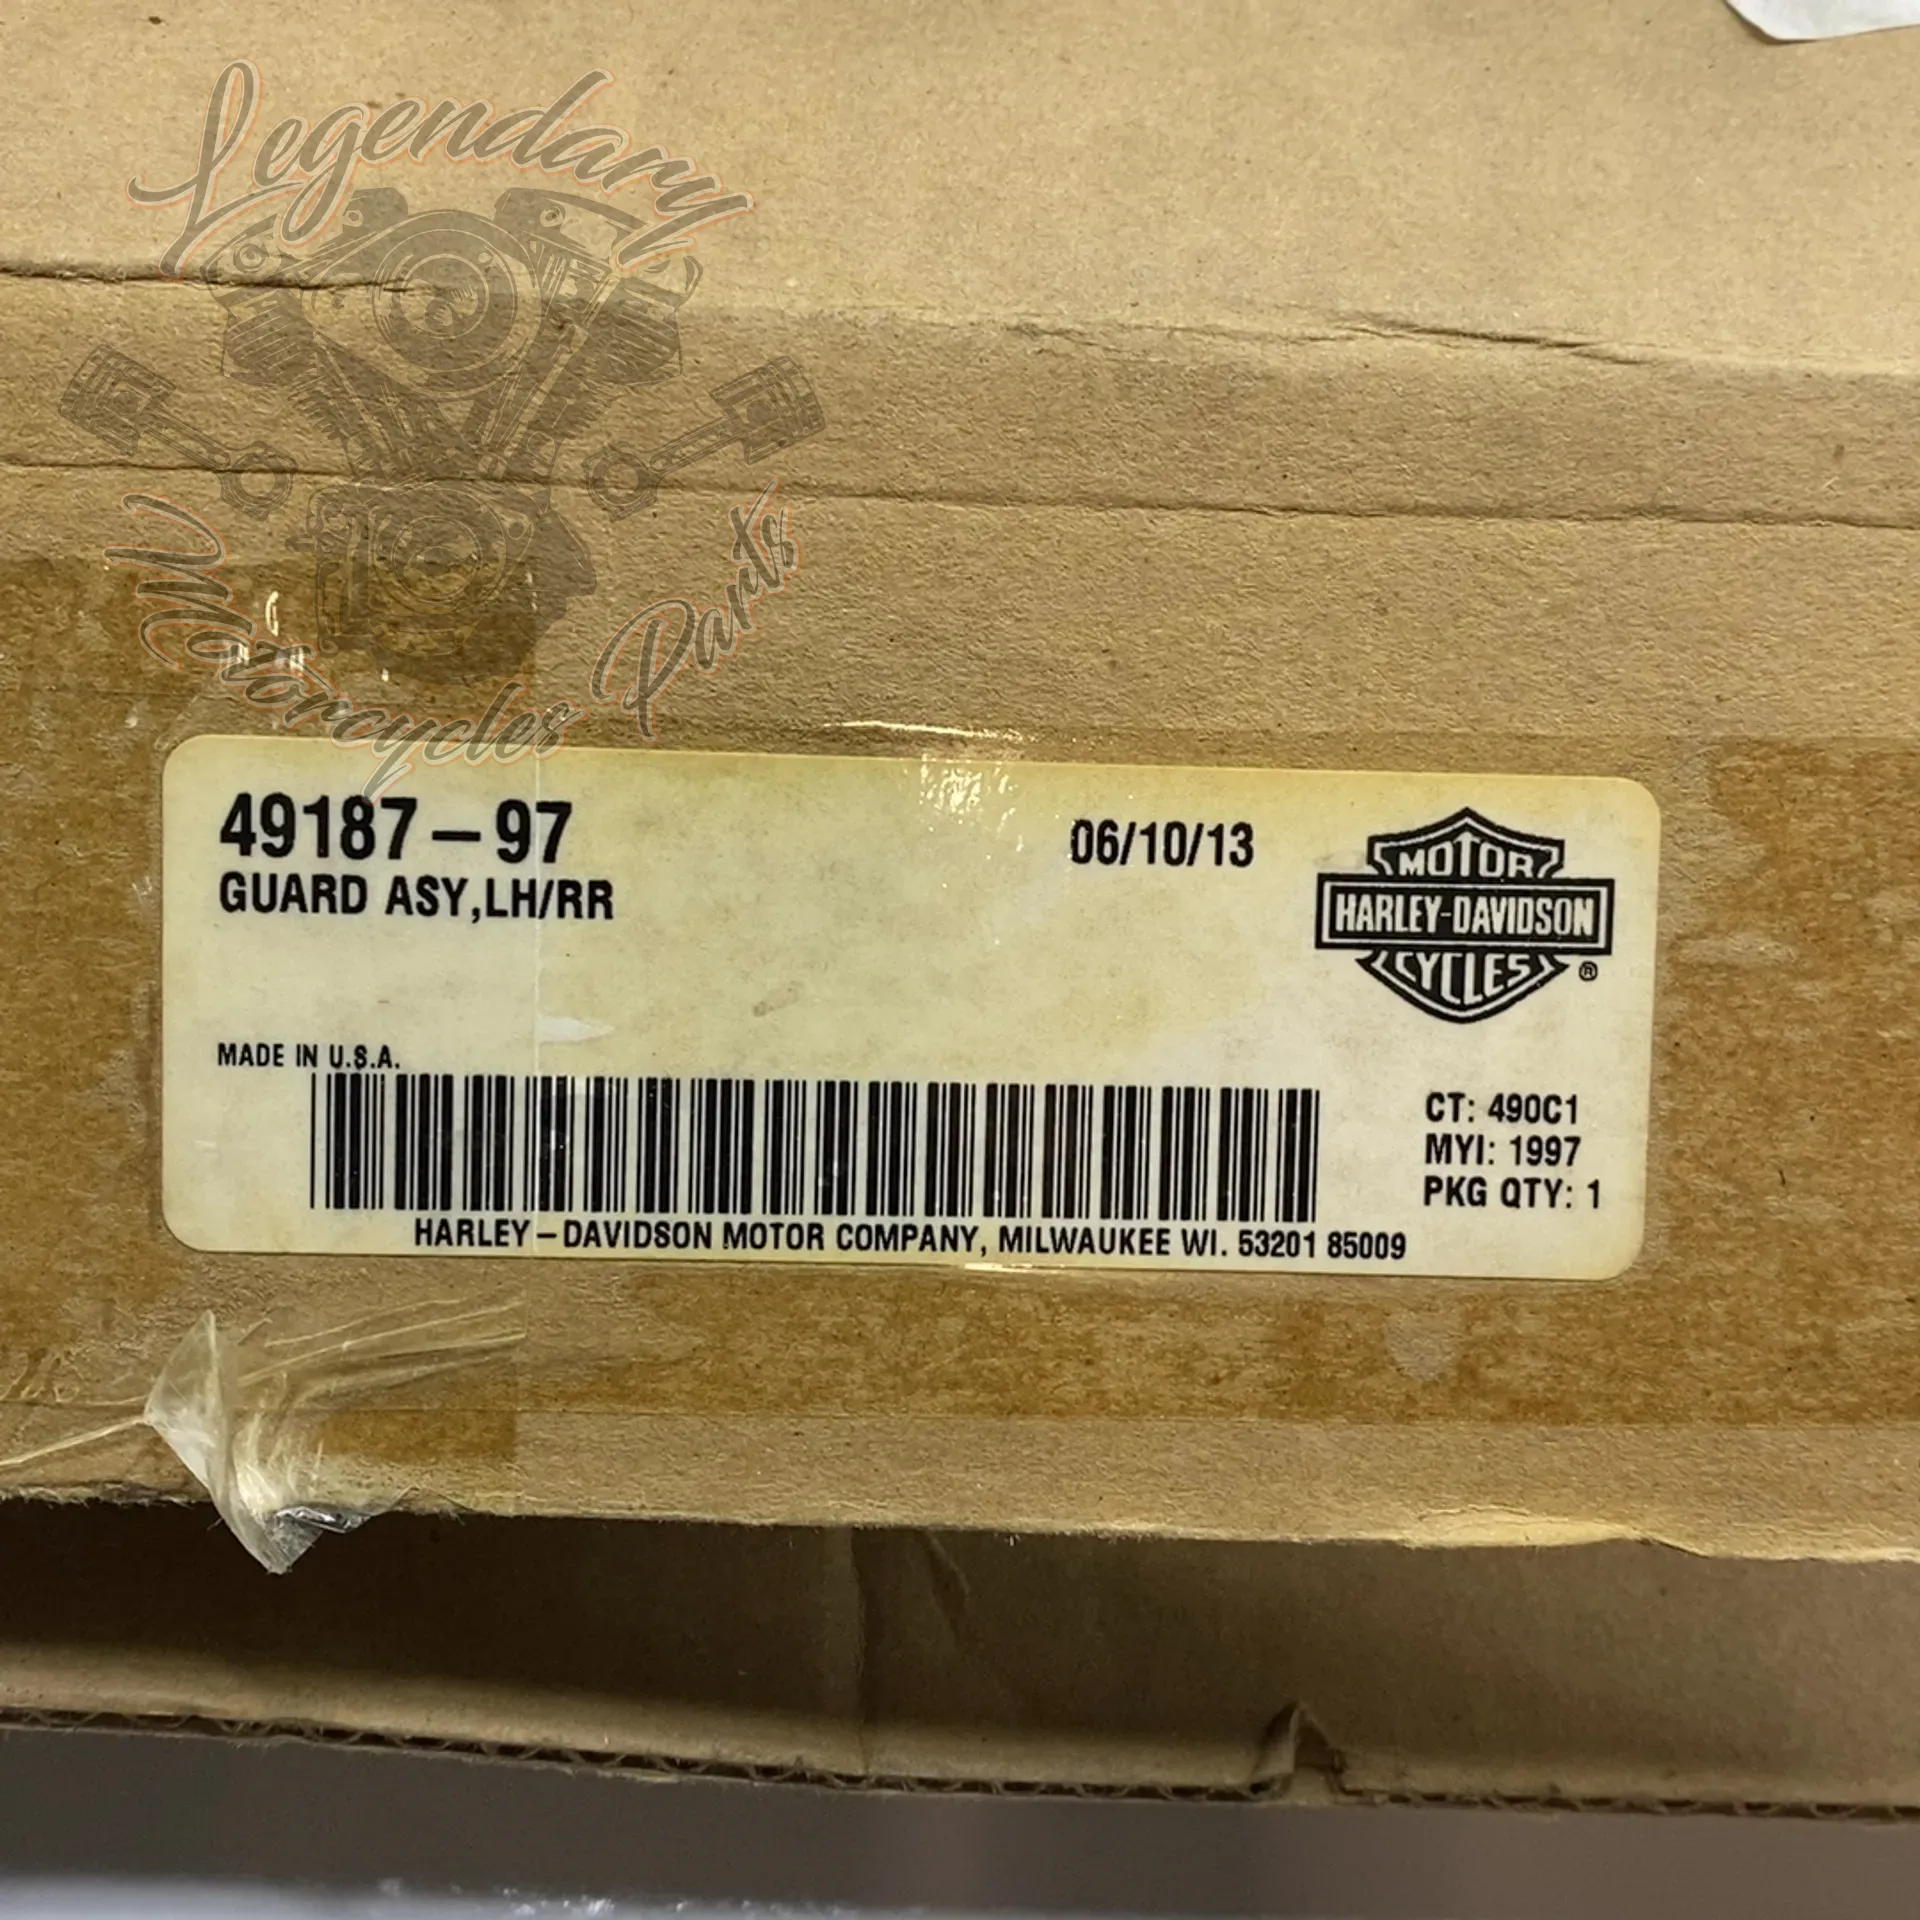 Legendary
Motorcycles Parts
49187-97
06/10/13
GUARD ASY,LH/RR
MOTOR
HARLEY-DAVIDSON
CYCLES
®
MADE IN U.S.A.
CT: 490C1
MYI: 1997
PKG QTY: 1
HARLEY-DAVIDSON MOTOR COMPANY, MILWAUKEE WI. 53201 85009